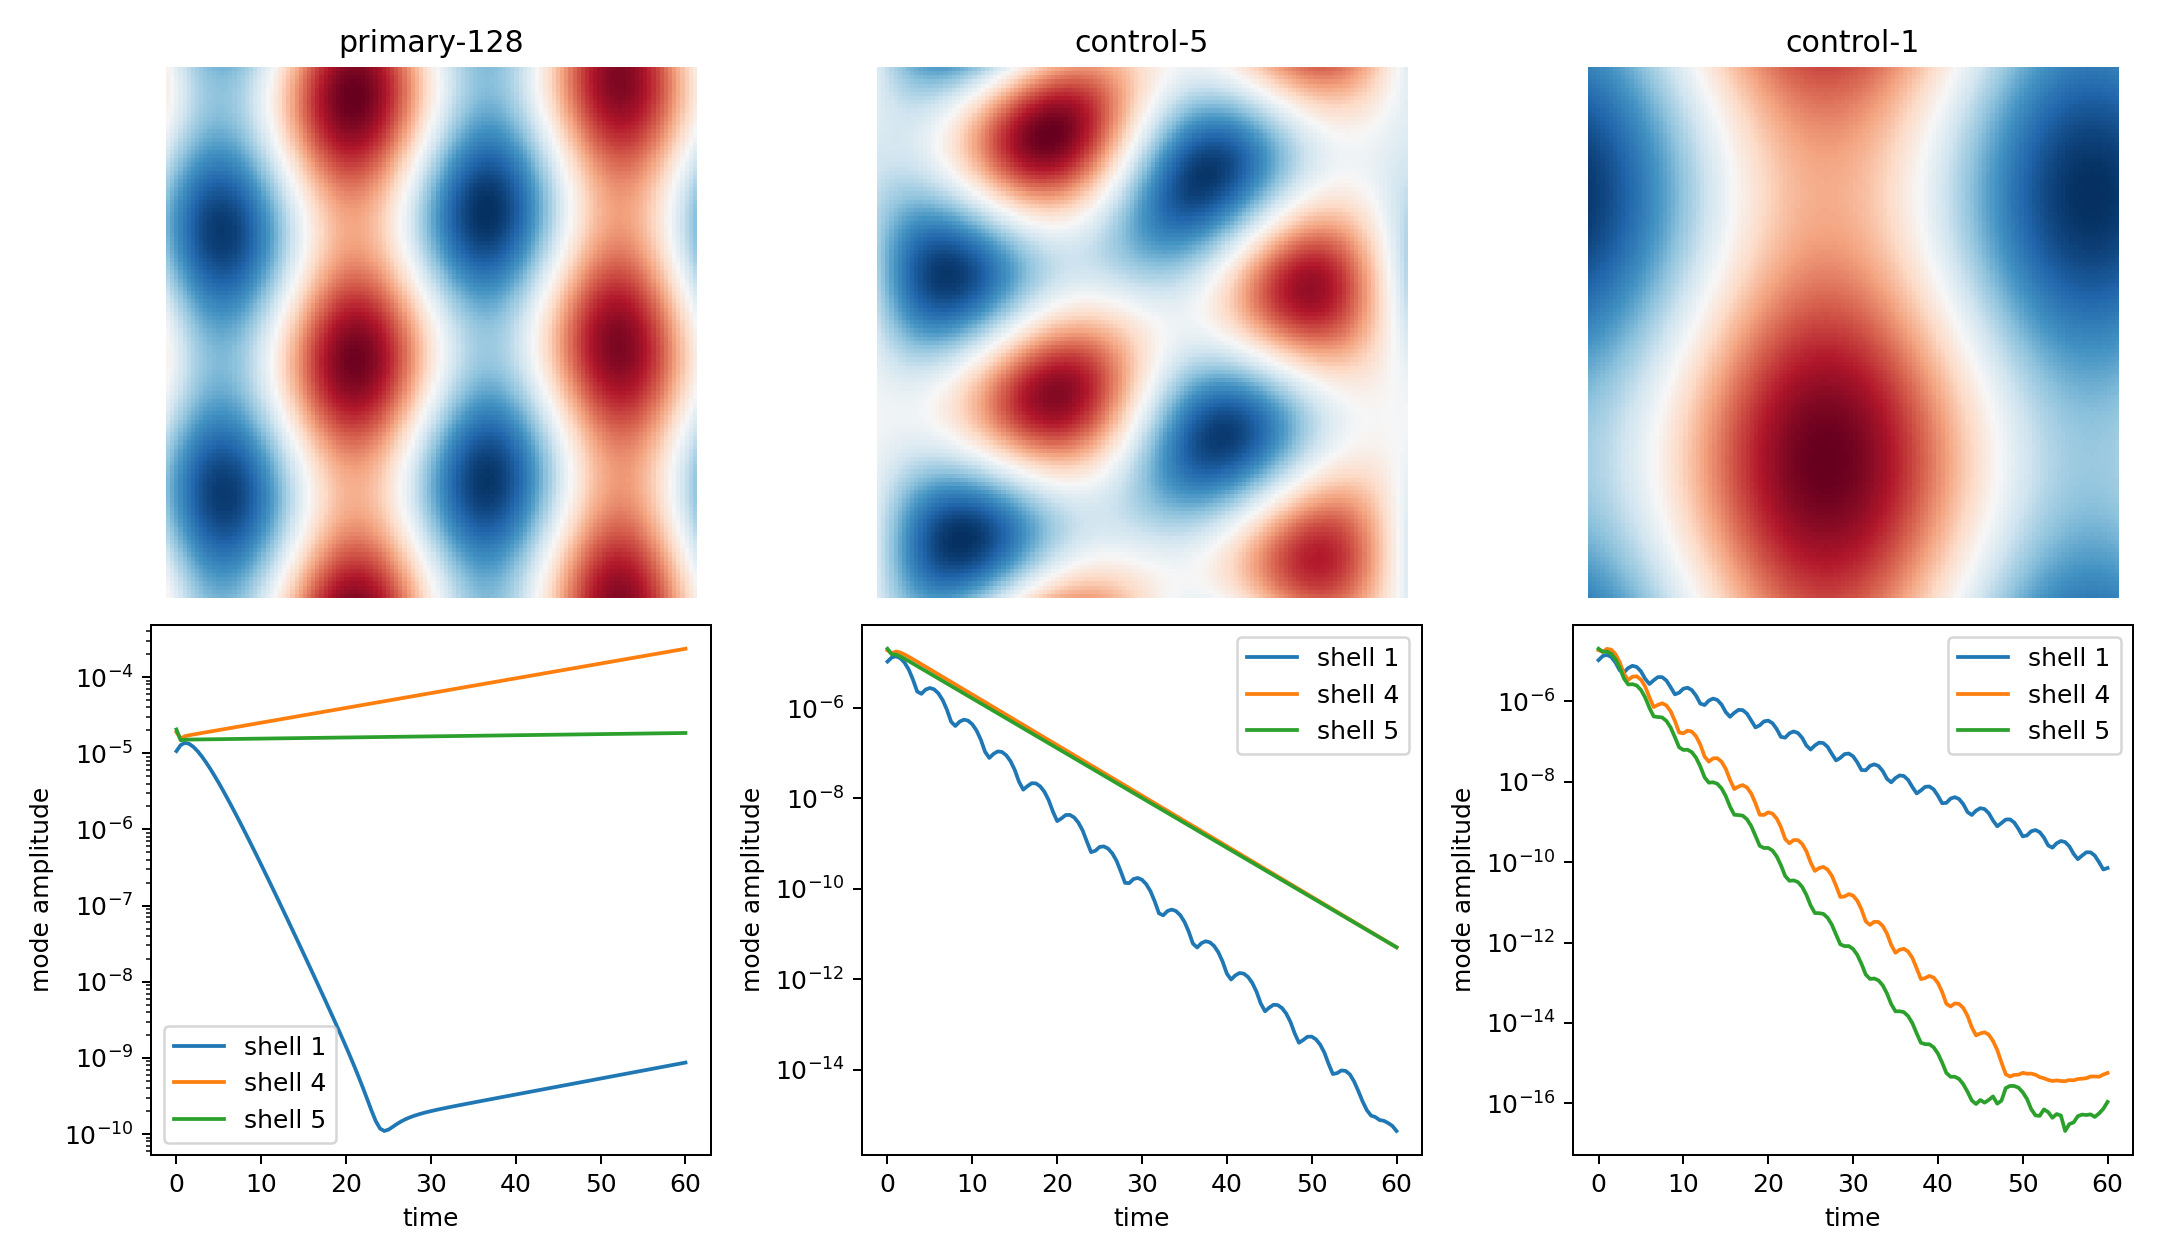 primary-128
control-5
control-1
mode amplitude
10⁻⁴
10⁻⁵
10⁻⁶
10⁻⁷
10⁻⁸
10⁻⁹
10⁻¹⁰
shell 1
shell 4
shell 5
0 10 20 30 40 50 60
time
mode amplitude
10⁻⁶
10⁻⁸
10⁻¹⁰
10⁻¹²
10⁻¹⁴
shell 1
shell 4
shell 5
0 10 20 30 40 50 60
time
mode amplitude
10⁻⁶
10⁻⁸
10⁻¹⁰
10⁻¹²
10⁻¹⁴
10⁻¹⁶
shell 1
shell 4
shell 5
0 10 20 30 40 50 60
time